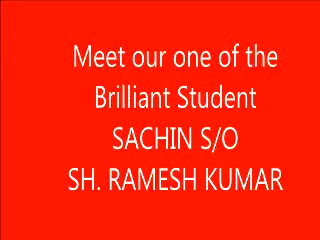 Meet our one of the
Brilliant Student
SACHIN S/O
SH. RAMESH KUMAR